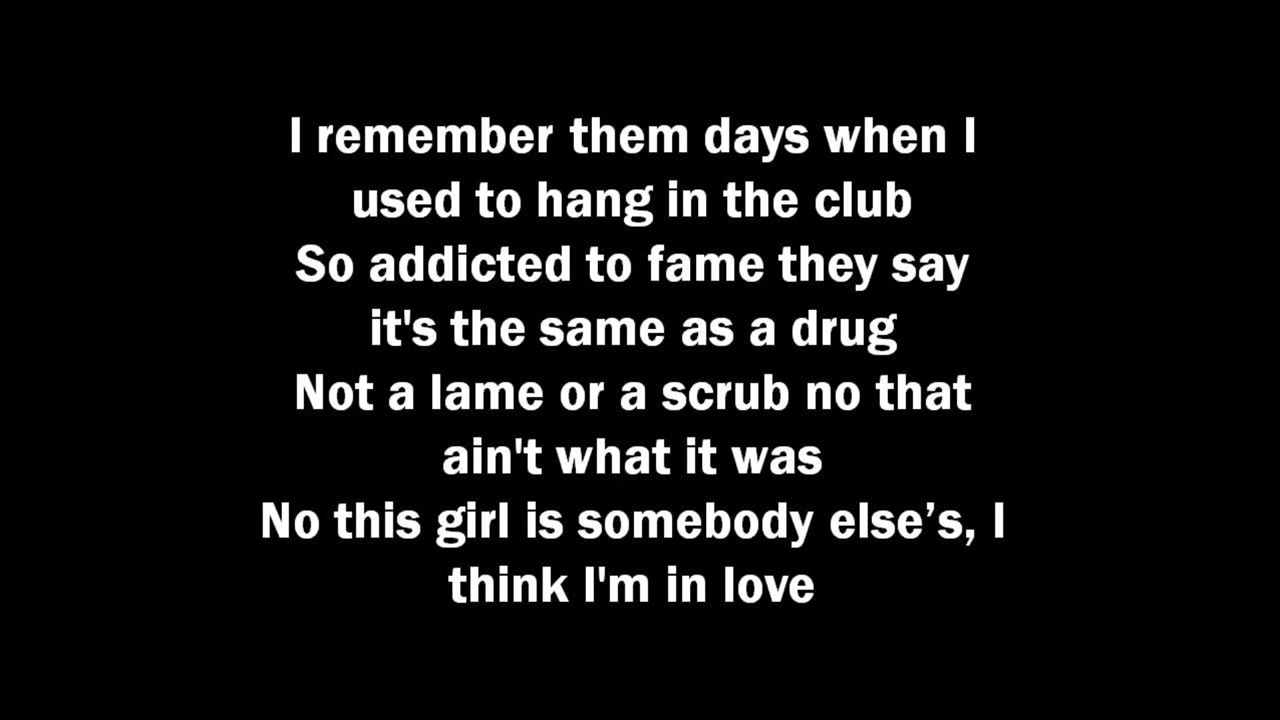 I remember them days when I
used to hang in the club
So addicted to fame they say
it's the same as a drug
Not a lame or a scrub no that
ain't what it was
No this girl is somebody else’s, I
think I'm in love